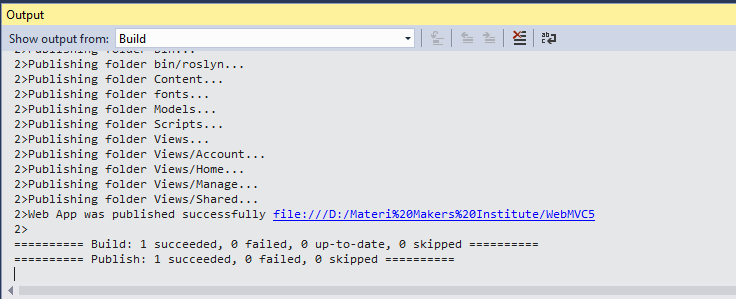 Output
Show output from: Build
2>Publishing folder bin...
2>Publishing folder bin/roslyn...
2>Publishing folder Content...
2>Publishing folder fonts...
2>Publishing folder Models...
2>Publishing folder Scripts...
2>Publishing folder Views...
2>Publishing folder Views/Account...
2>Publishing folder Views/Home...
2>Publishing folder Views/Manage...
2>Publishing folder Views/Shared...
2>Web App was published successfully file:///D:/Materi%20Makers%20Institute/WebMVC5
2>
========== Build: 1 succeeded, 0 failed, 0 up-to-date, 0 skipped ==========
========== Publish: 1 succeeded, 0 failed, 0 skipped ==========